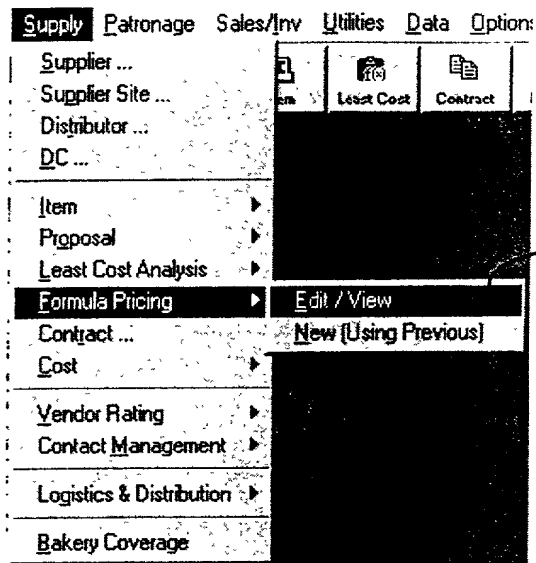 Supply Patronage Sales/Inv Utilities Data
Supplier ...
Supplier Site ...
Distributor ...
DC ...
Least Cost Contract
Item
Proposal
Least Cost Analysis
Formula Pricing
Edit / View
Contract ...
New (Using Previous)
Cost
Vendor Rating
Contact Management
Logistics & Distribution
Bakery Coverage